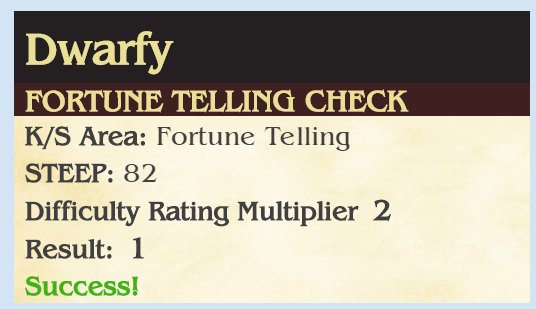 Dwarfy
FORTUNE TELLING CHECK
K/S Area: Fortune Telling
STEEP: 82
Difficulty Rating Multiplier 2
Result: 1
Success!